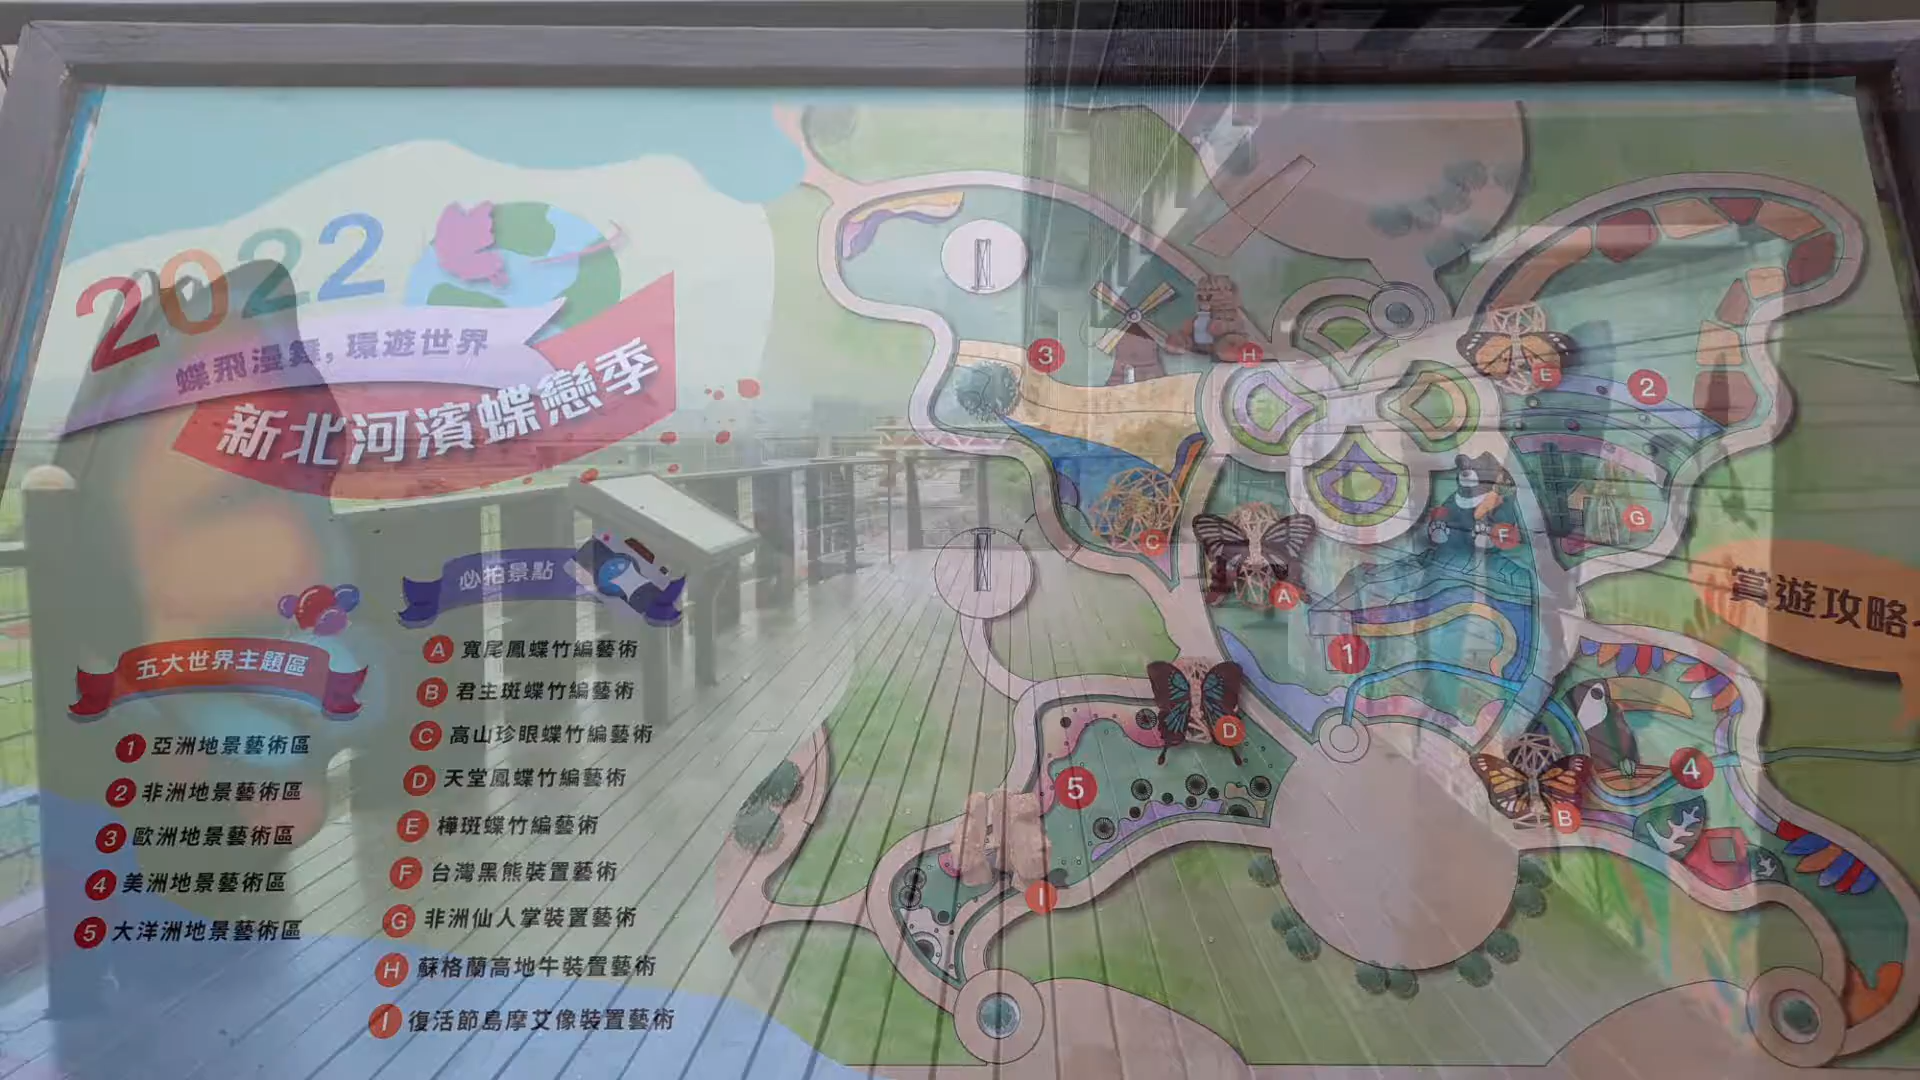 2022
蝶飛漫舞,環遊世界
新北河濱蝶戀季
五大世界主題區
1 亞洲地景藝術區
2 非洲地景藝術區
3 歐洲地景藝術區
4 美洲地景藝術區
5 大洋洲地景藝術區
必拍景點
A 寬尾鳳蝶竹編藝術
B 君主斑蝶竹編藝術
C 高山珍眼蝶竹編藝術
D 天堂鳳蝶竹編藝術
E 樺斑蝶竹編藝術
F 台灣黑熊裝置藝術
G 非洲仙人掌裝置藝術
H 蘇格蘭高地牛裝置藝術
I 復活節島摩艾像裝置藝術
3
H
E
2
C
A
F
G
1
D
5
4
B
I
賞遊攻略